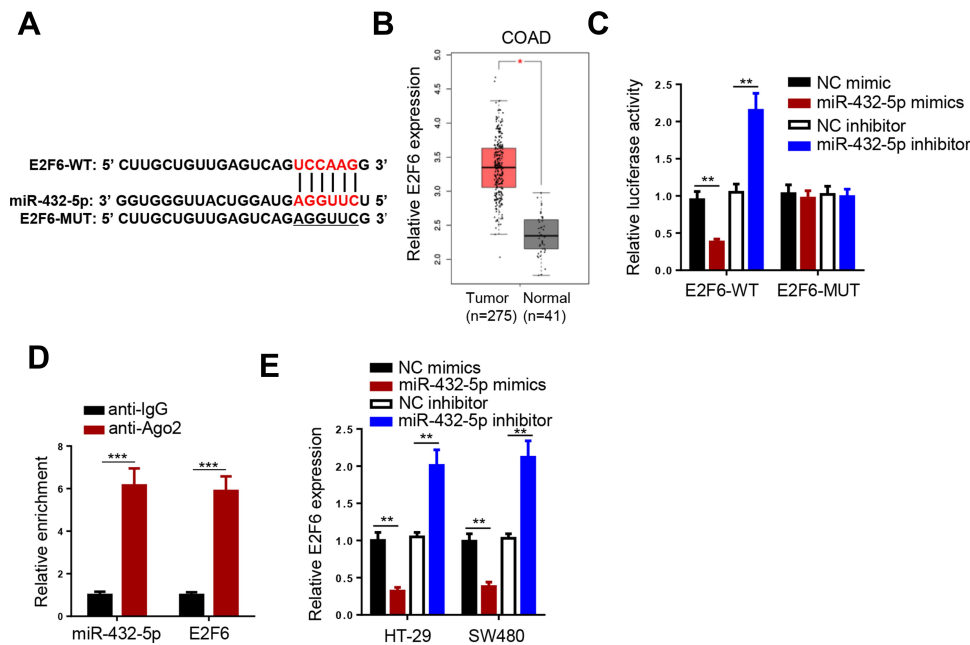 A
E2F6-WT: 5' CUUGCUGUUGAGUCAGUCCAAGG 3'
miR-432-5p: 3' GGUGGGUUACUGGAUGAGGUUCU 5'
E2F6-MUT: 5' CUUGCUGUUGAGUCAGAGGUUCG 3'
B
COAD
Relative E2F6 expression
5.0
4.5
4.0
3.5
3.0
2.5
2.0
*
Tumor Normal
(n=275) (n=41)
C
NC mimic
miR-432-5p mimics
NC inhibitor
miR-432-5p inhibitor
Relative luciferase activity
2.5
2.0
1.5
1.0
0.5
0.0
** **
E2F6-WT E2F6-MUT
D
anti-IgG
anti-Ago2
Relative enrichment
8
6
4
2
0
*** ***
miR-432-5p E2F6
E
NC mimics
miR-432-5p mimics
NC inhibitor
miR-432-5p inhibitor
Relative E2F6 expression
2.5
2.0
1.5
1.0
0.5
0.0
** ** ** **
HT-29 SW480